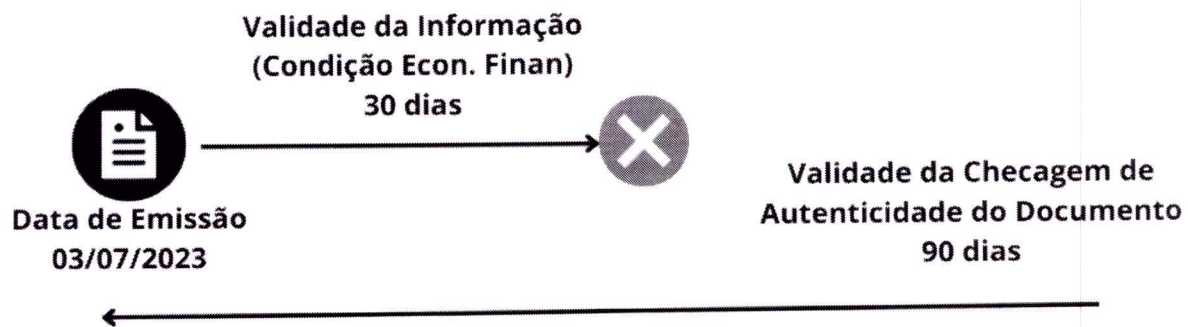 Validade da Informação
(Condição Econ. Finan)
30 dias
Data de Emissão
03/07/2023
Validade da Checagem de
Autenticidade do Documento
90 dias